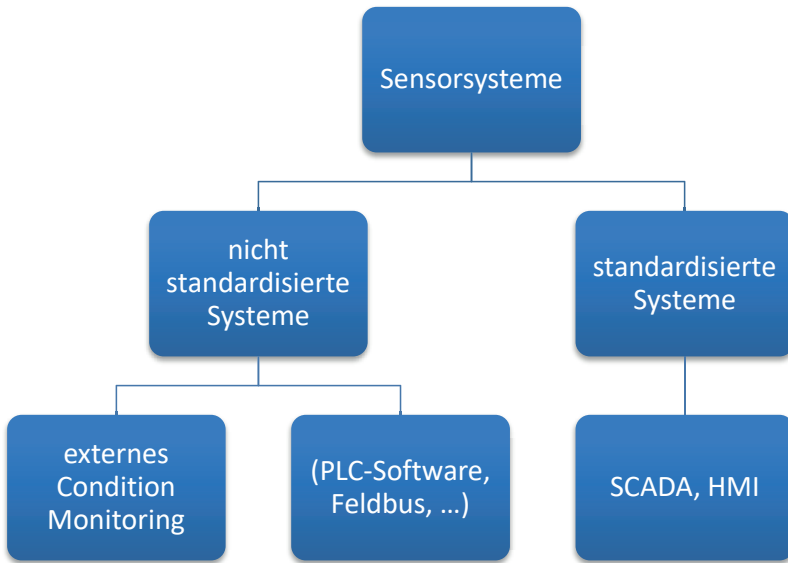 Sensorsysteme
nicht
standardisierte
Systeme
standardisierte
Systeme
externes
Condition
Monitoring
(PLC-Software,
Feldbus, …)
SCADA, HMI